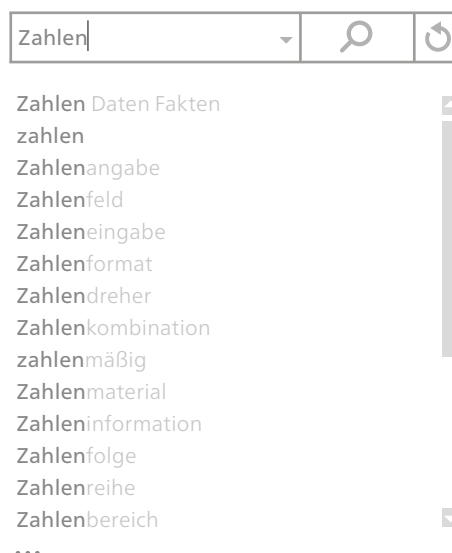 Zahlen
Zahlen Daten Fakten
zahlen
Zahlenangabe
Zahlenfeld
Zahleneingabe
Zahlenformat
Zahlendreher
Zahlenkombination
zahlenmäßig
Zahlenmaterial
Zahleninformation
Zahlenfolge
Zahlenreihe
Zahlenbereich
...